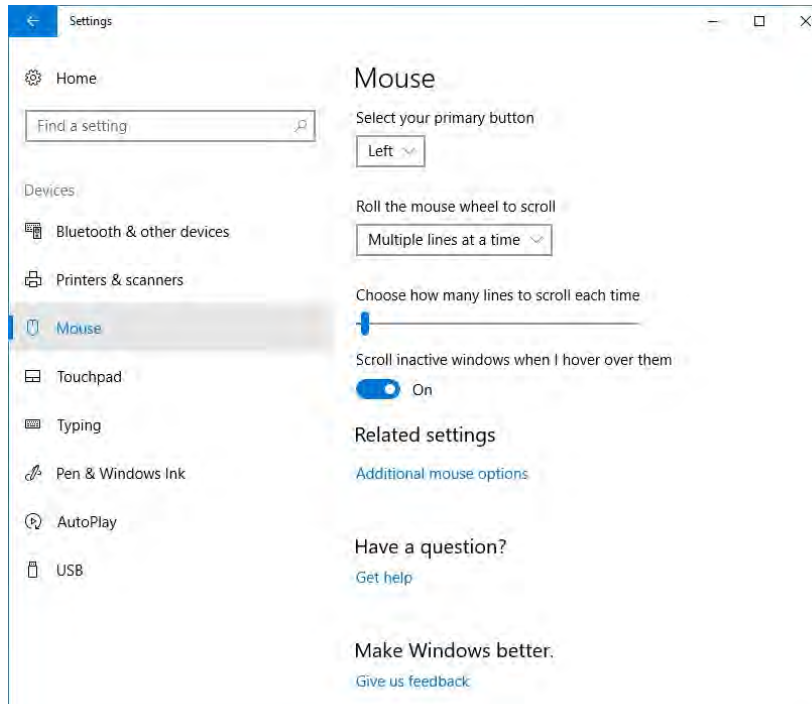 Settings
Home
Find a setting
Devices
Bluetooth & other devices
Printers & scanners
Mouse
Touchpad
Typing
Pen & Windows Ink
AutoPlay
USB
Mouse
Select your primary button
Left
Roll the mouse wheel to scroll
Multiple lines at a time
Choose how many lines to scroll each time
Scroll inactive windows when I hover over them
On
Related settings
Additional mouse options
Have a question?
Get help
Make Windows better.
Give us feedback